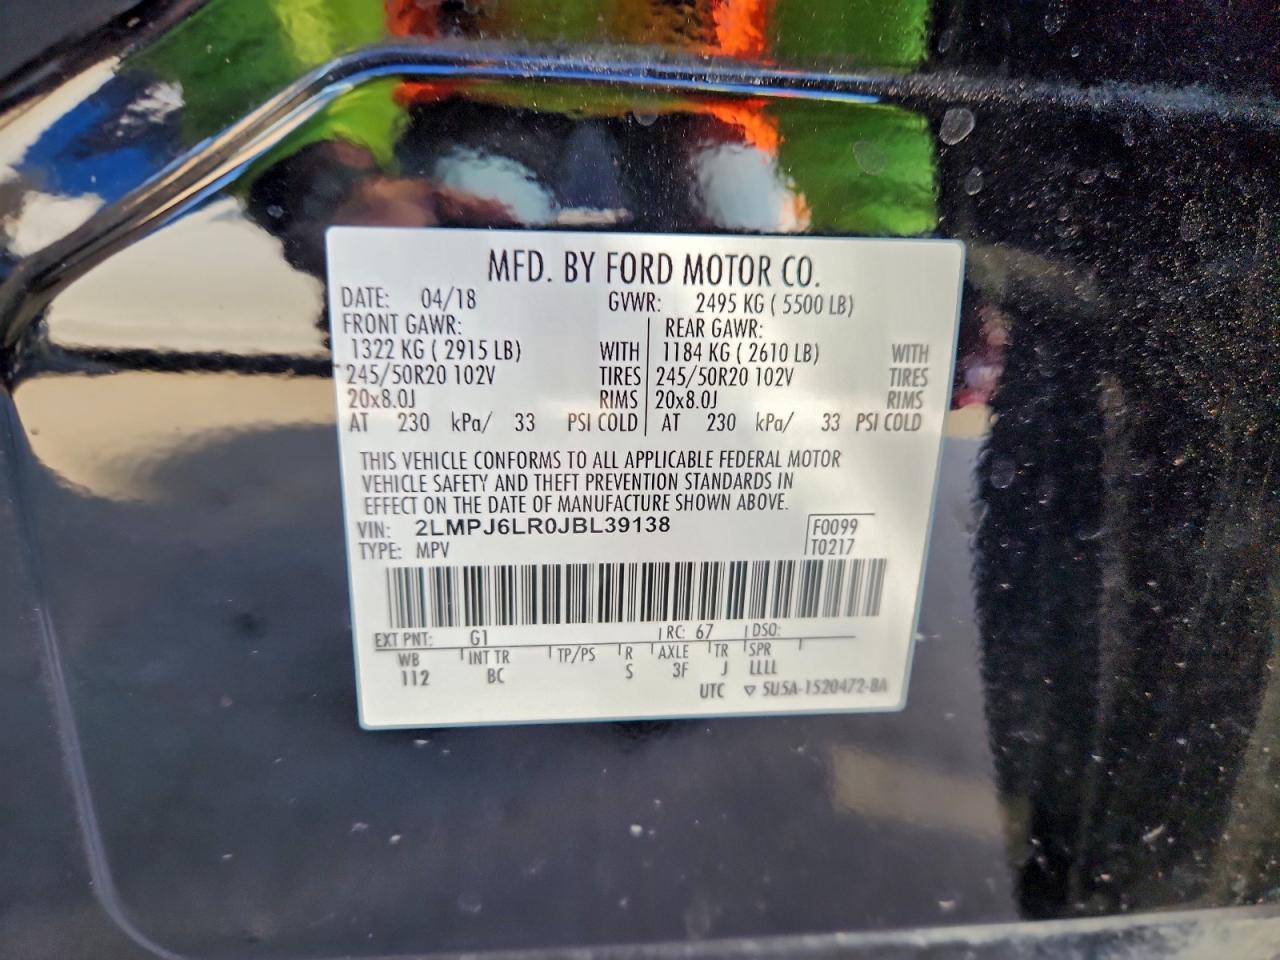 MFD. BY FORD MOTOR CO.
DATE: 04/18 GVWR: 2495 KG ( 5500 LB)
FRONT GAWR: REAR GAWR:
1322 KG ( 2915 LB) WITH 1184 KG ( 2610 LB) WITH
245/50R20 102V TIRES 245/50R20 102V TIRES
20x8.0J RIMS 20x8.0J RIMS
AT 230 kPa/ 33 PSI COLD AT 230 kPa/ 33 PSI COLD
THIS VEHICLE CONFORMS TO ALL APPLICABLE FEDERAL MOTOR
VEHICLE SAFETY AND THEFT PREVENTION STANDARDS IN
EFFECT ON THE DATE OF MANUFACTURE SHOWN ABOVE.
VIN: 2LMPJ6LR0JBL39138 F0099
TYPE: MPV T0217
EXT PNT: G1 RC: 67 DSO:
WB INT TR TP/PS R AXLE TR SPR
112 BC S 3F J LLLL
UTC ▽ 5U5A-1520472-BA